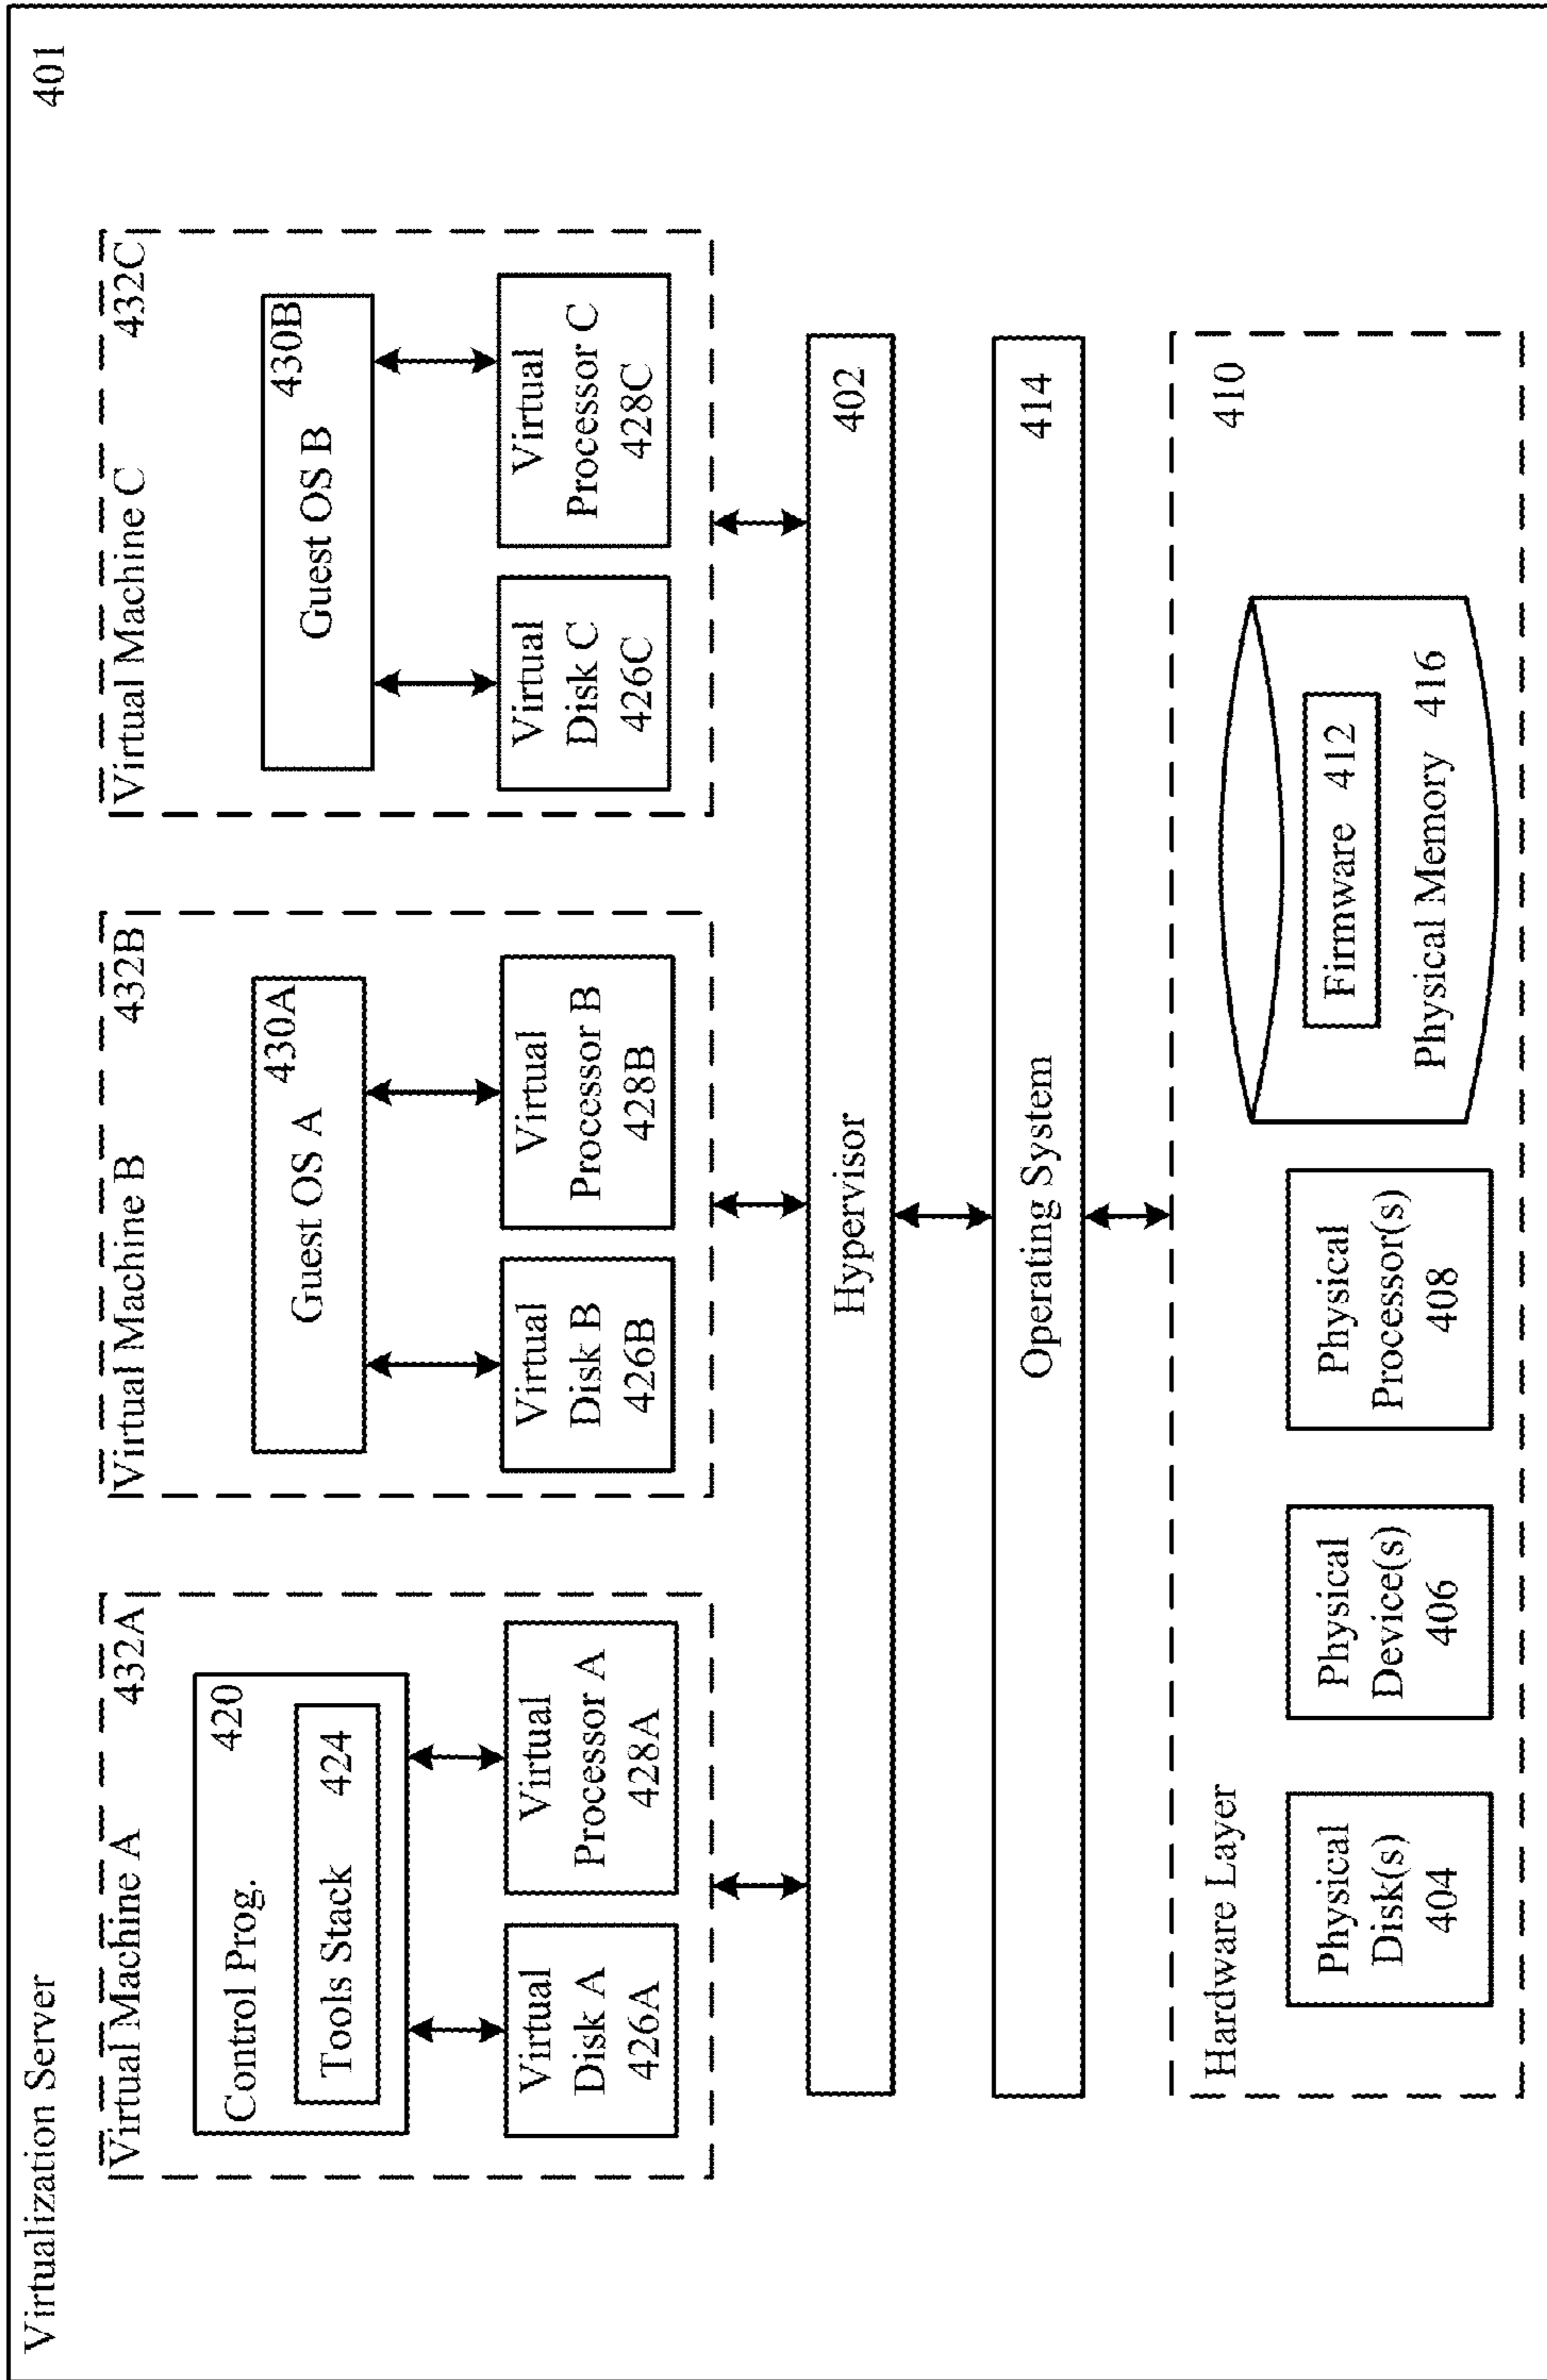 Virtualization Server
401
Virtual Machine A 432A
Control Prog.
420
Tools Stack 424
Virtual
Disk A
426A
Virtual
Processor A
428A
Virtual Machine B 432B
430A
Guest OS A
Virtual
Disk B
426B
Virtual
Processor B
428B
Virtual Machine C 432C
430B
Guest OS B
Virtual
Disk C
426C
Virtual
Processor C
428C
Hypervisor
402
Operating System
414
Hardware Layer
410
Physical
Disk(s)
404
Physical
Device(s)
406
Physical
Processor(s)
408
Firmware 412
Physical Memory 416